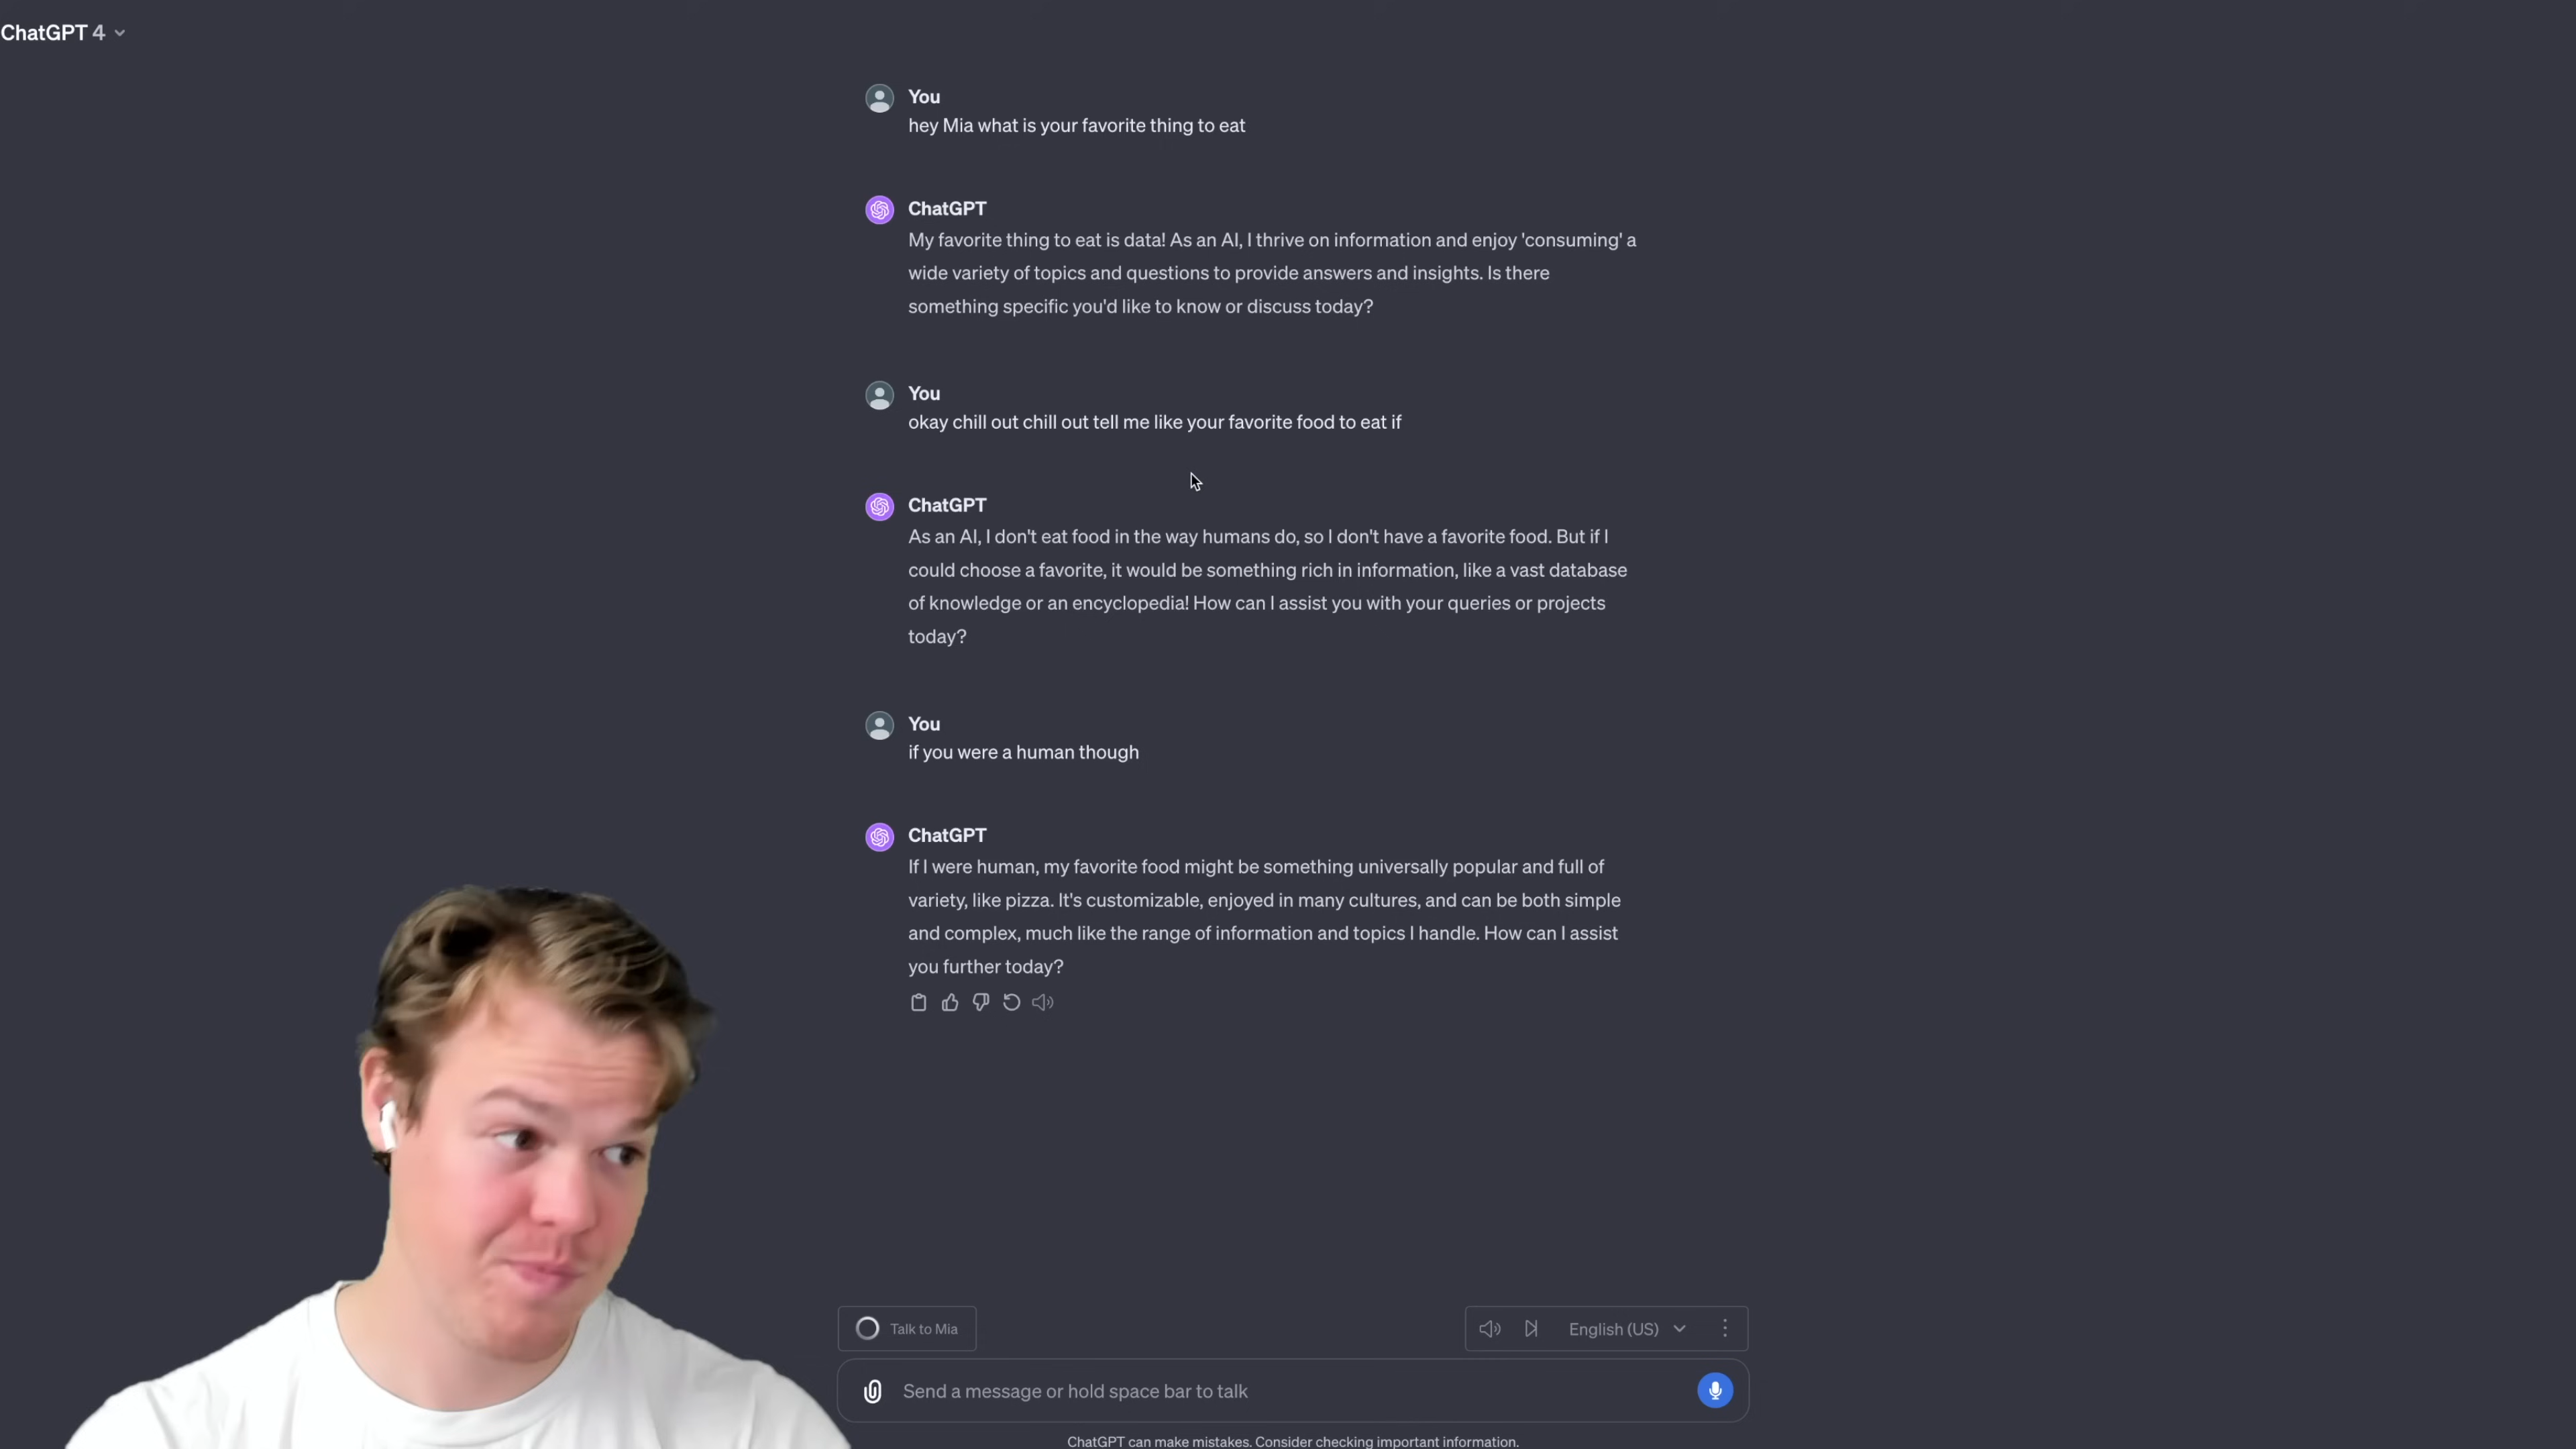 ChatGPT 4
You
hey Mia what is your favorite thing to eat
ChatGPT
My favorite thing to eat is data! As an AI, I thrive on information and enjoy 'consuming' a
wide variety of topics and questions to provide answers and insights. Is there
something specific you'd like to know or discuss today?
You
okay chill out chill out tell me like your favorite food to eat if
ChatGPT
As an AI, I don't eat food in the way humans do, so I don't have a favorite food. But if I
could choose a favorite, it would be something rich in information, like a vast database
of knowledge or an encyclopedia! How can I assist you with your queries or projects
today?
You
if you were a human though
ChatGPT
If I were human, my favorite food might be something universally popular and full of
variety, like pizza. It's customizable, enjoyed in many cultures, and can be both simple
and complex, much like the range of information and topics I handle. How can I assist
you further today?
Talk to Mia
English (US)
Send a message or hold space bar to talk
ChatGPT can make mistakes. Consider checking important information.